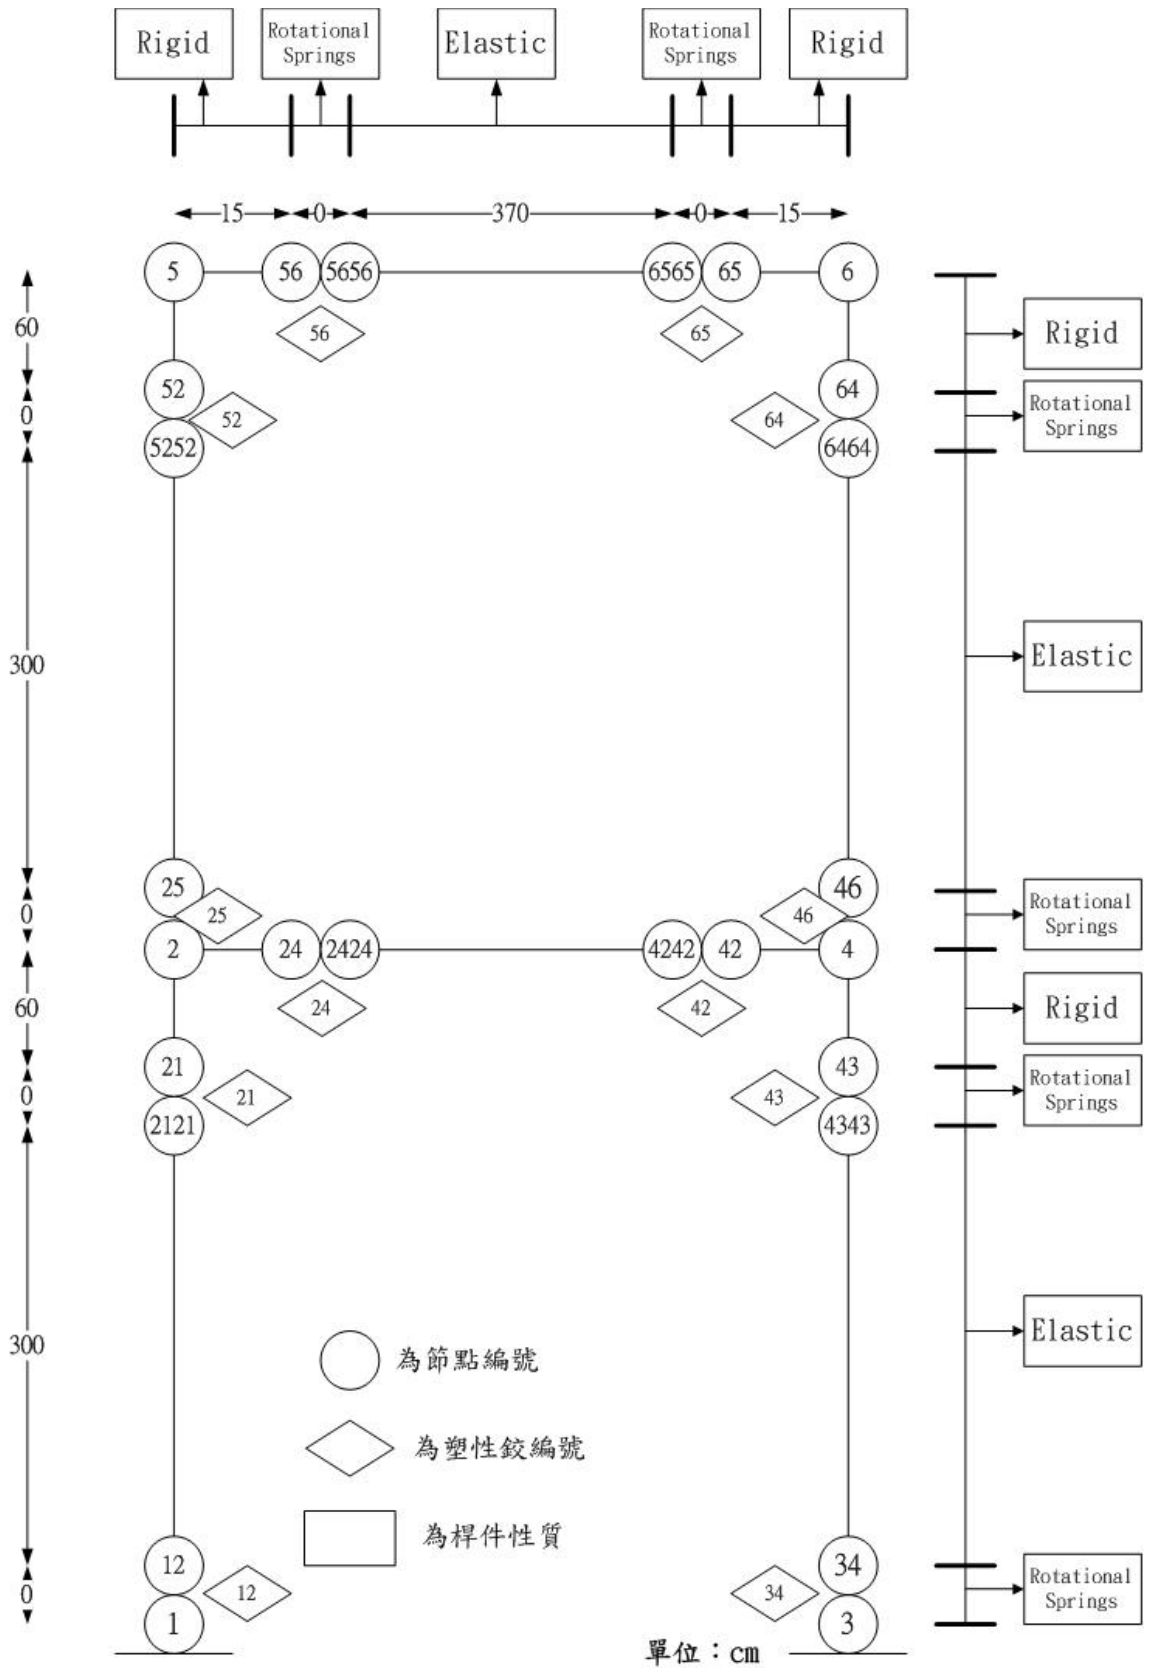 Rigid
Rotational
Springs
Elastic
Rotational
Springs
Rigid
15
0
370
0
15
5
56
5656
6565
65
6
56
65
60
Rigid
52
64
0
52
64
Rotational
Springs
5252
6464
300
Elastic
25
46
0
25
46
Rotational
Springs
2
24
2424
4242
42
4
60
24
42
Rigid
21
43
0
21
43
Rotational
Springs
2121
4343
300
Elastic
為節點編號
為塑性鉸編號
為桿件性質
12
34
0
12
34
Rotational
Springs
1
3
單位：cm